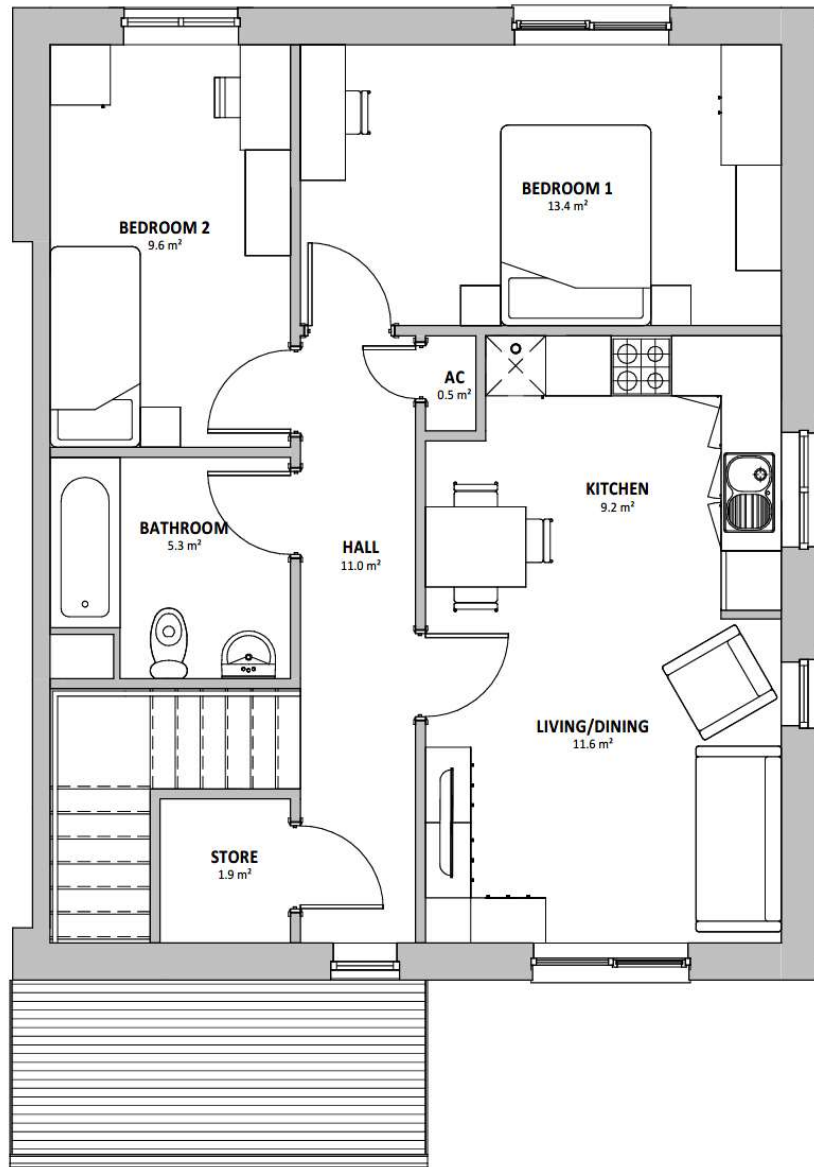 BEDROOM 2
9.6 m²
BEDROOM 1
13.4 m²
AC
0.5 m²
KITCHEN
9.2 m²
BATHROOM
5.3 m²
HALL
11.0 m²
LIVING/DINING
11.6 m²
STORE
1.9 m²